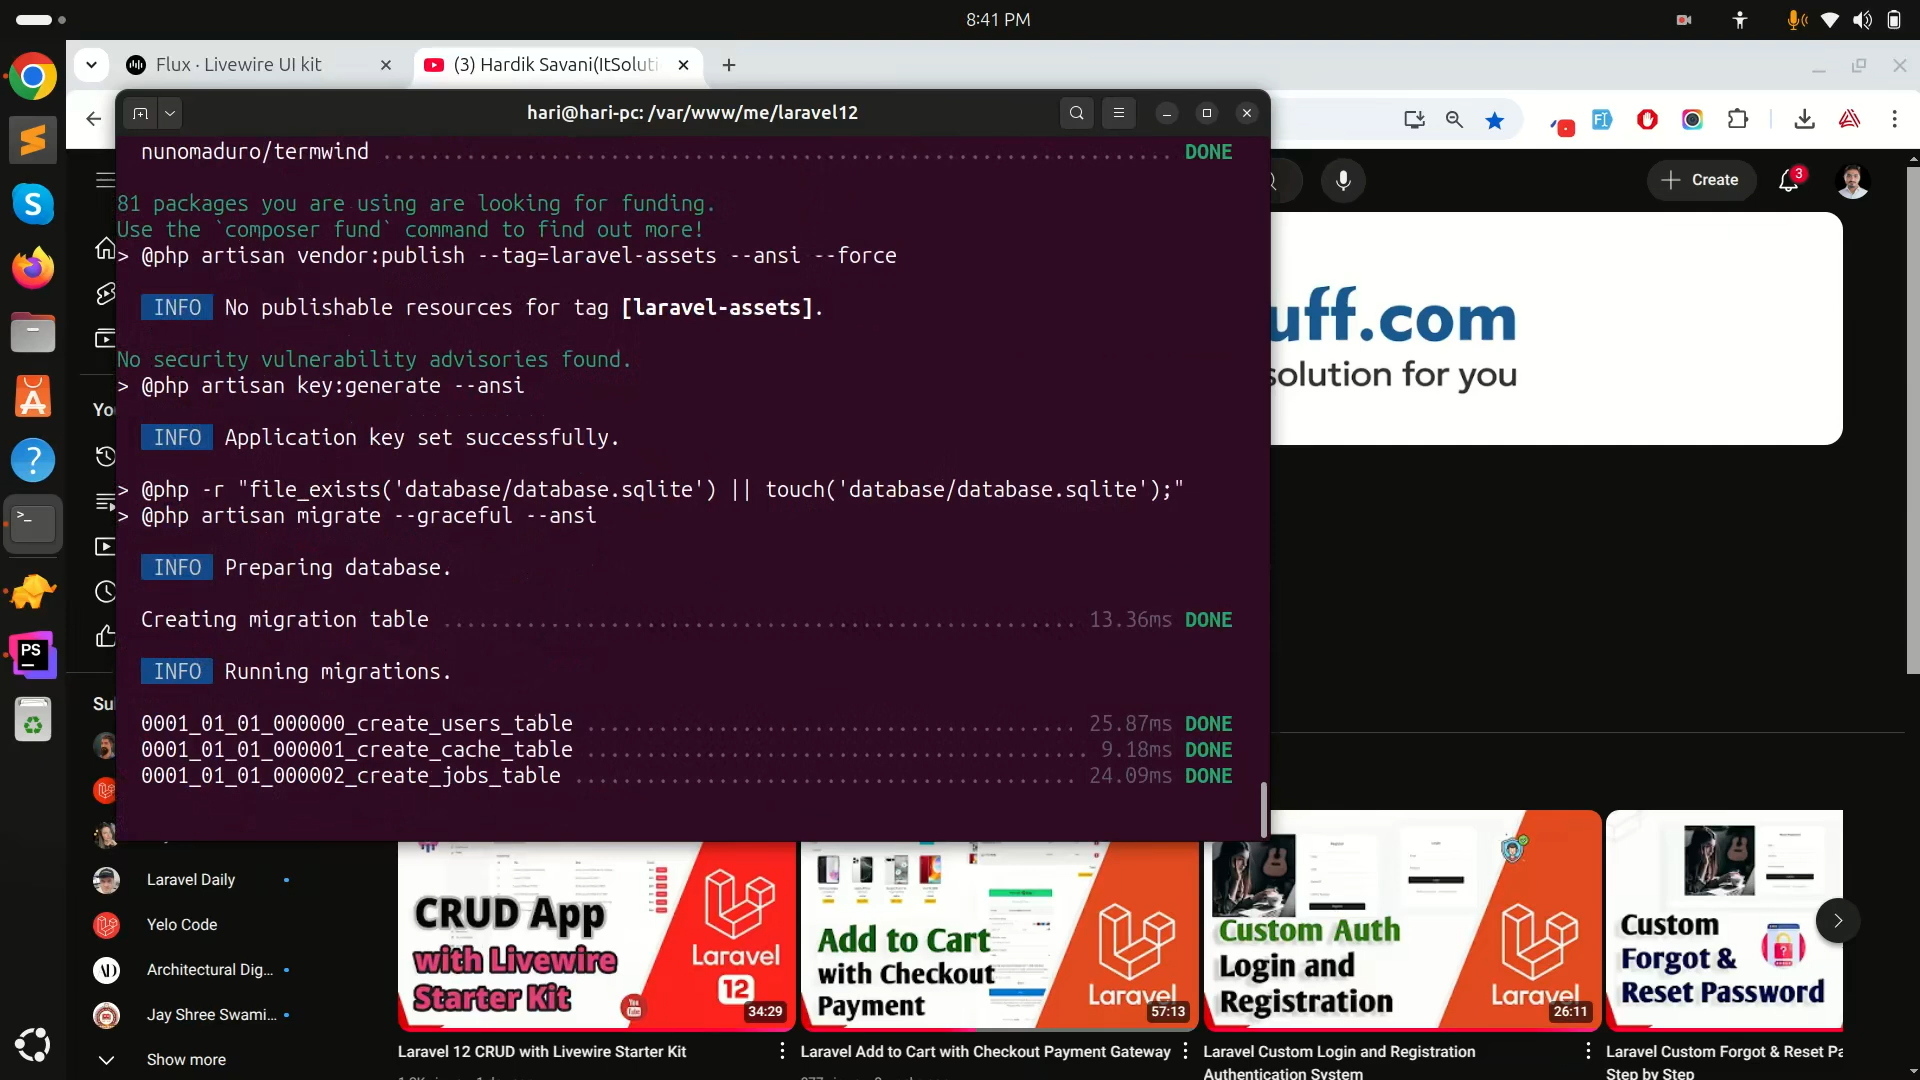 8:41 PM
Flux · Livewire UI kit
(3) Hardik Savani(ItSoluti
hari@hari-pc: /var/www/me/laravel12
nunomaduro/termwind ................................................................. DONE
81 packages you are using are looking for funding.
Use the `composer fund` command to find out more!
> @php artisan vendor:publish --tag=laravel-assets --ansi --force
INFO No publishable resources for tag [laravel-assets].
No security vulnerability advisories found.
> @php artisan key:generate --ansi
INFO Application key set successfully.
> @php -r "file_exists('database/database.sqlite') || touch('database/database.sqlite');"
> @php artisan migrate --graceful --ansi
INFO Preparing database.
Creating migration table ..................................................... 13.36ms DONE
INFO Running migrations.
0001_01_01_000000_create_users_table ......................................... 25.87ms DONE
0001_01_01_000001_create_cache_table .......................................... 9.18ms DONE
0001_01_01_000002_create_jobs_table .......................................... 24.09ms DONE
Create
3
uff.com
solution for you
Yo
Su
Laravel Daily
Yelo Code
Architectural Dig...
Jay Shree Swami...
Show more
PS
CRUD App
with Livewire
Starter Kit
Laravel
12
You
34:29
Laravel 12 CRUD with Livewire Starter Kit
Add to Cart
with Checkout
Payment
Laravel
57:13
Laravel Add to Cart with Checkout Payment Gateway
Custom Auth
Login and
Registration
Laravel
26:11
Laravel Custom Login and Registration
Authentication System
Custom
Forgot &
Reset Password
Laravel Custom Forgot & Reset Pa
Step by Step